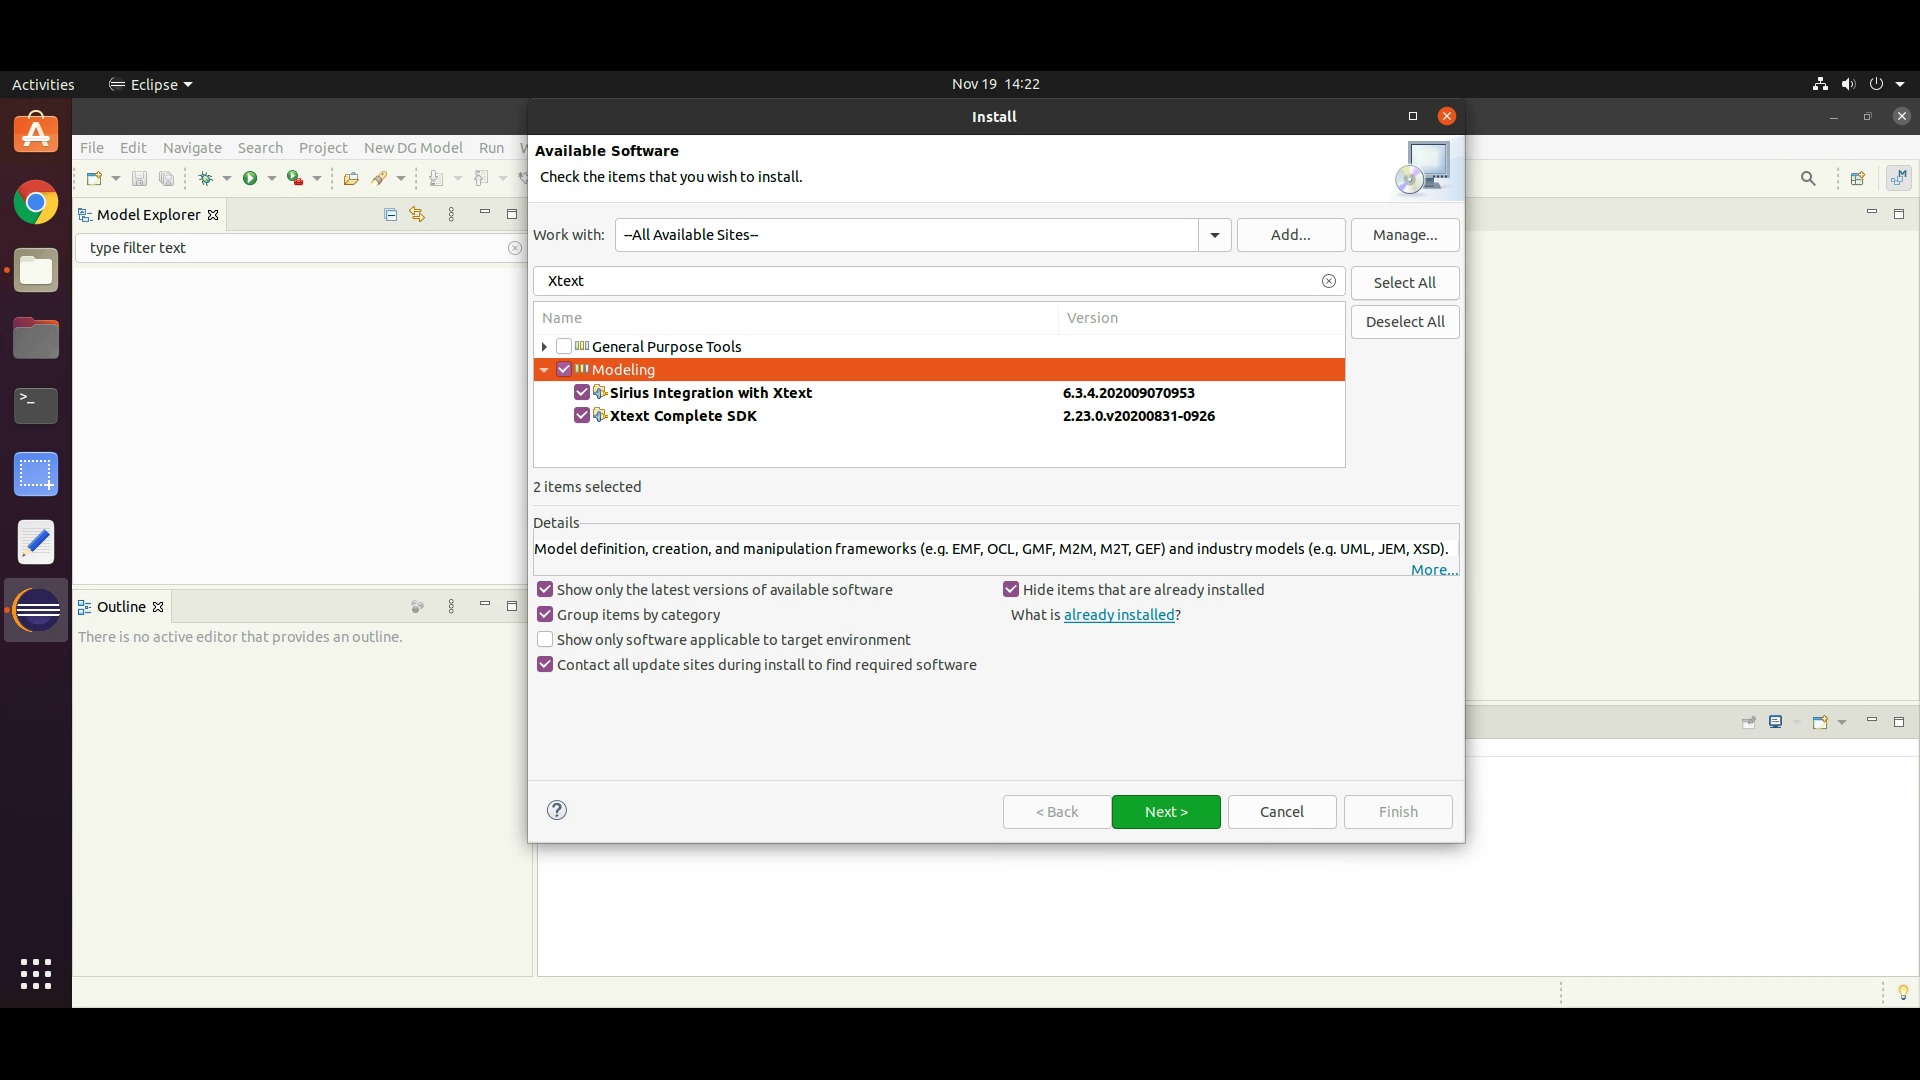 Activities
Eclipse
Nov 19 14:22
Install
File Edit Navigate Search Project New DG Model Run
Available Software
Check the items that you wish to install.
Model Explorer
type filter text
Work with:
--All Available Sites--
Add...
Manage...
Xtext
Select All
Deselect All
Name
Version
General Purpose Tools
Modeling
Sirius Integration with Xtext 6.3.4.202009070953
Xtext Complete SDK 2.23.0.v20200831-0926
2 items selected
Details
Model definition, creation, and manipulation frameworks (e.g. EMF, OCL, GMF, M2M, M2T, GEF) and industry models (e.g. UML, JEM, XSD).
More...
Show only the latest versions of available software
Hide items that are already installed
Group items by category
What is already installed?
Show only software applicable to target environment
Contact all update sites during install to find required software
Outline
There is no active editor that provides an outline.
< Back
Next >
Cancel
Finish